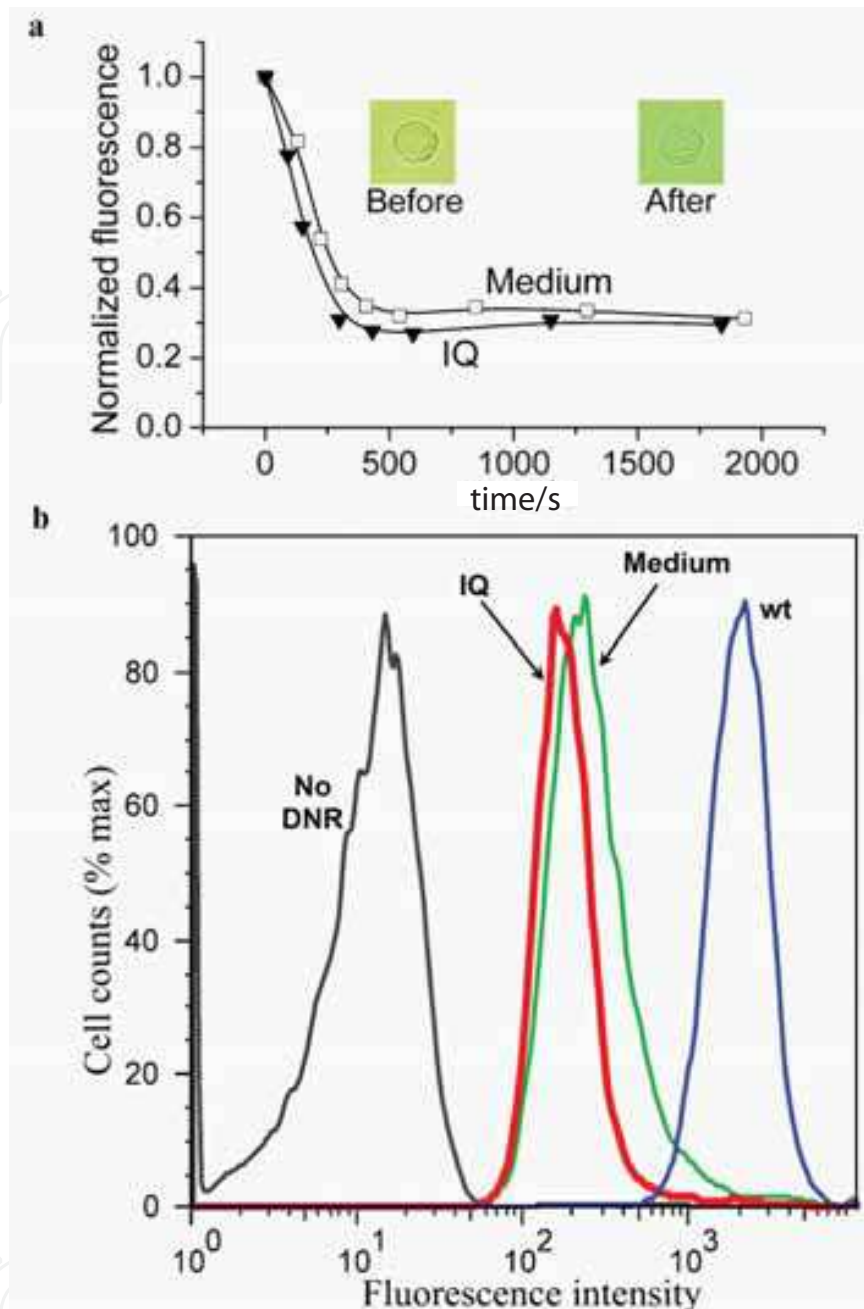 a
Normalized fluorescence
1.0
0.8
0.6
0.4
0.2
0.0
Before
After
Medium
IQ
0 500 1000 1500 2000
time/s
b
Cell counts (% max)
100
80
60
40
20
0
IQ
Medium
wt
No
DNR
10^0 10^1 10^2 10^3
Fluorescence intensity